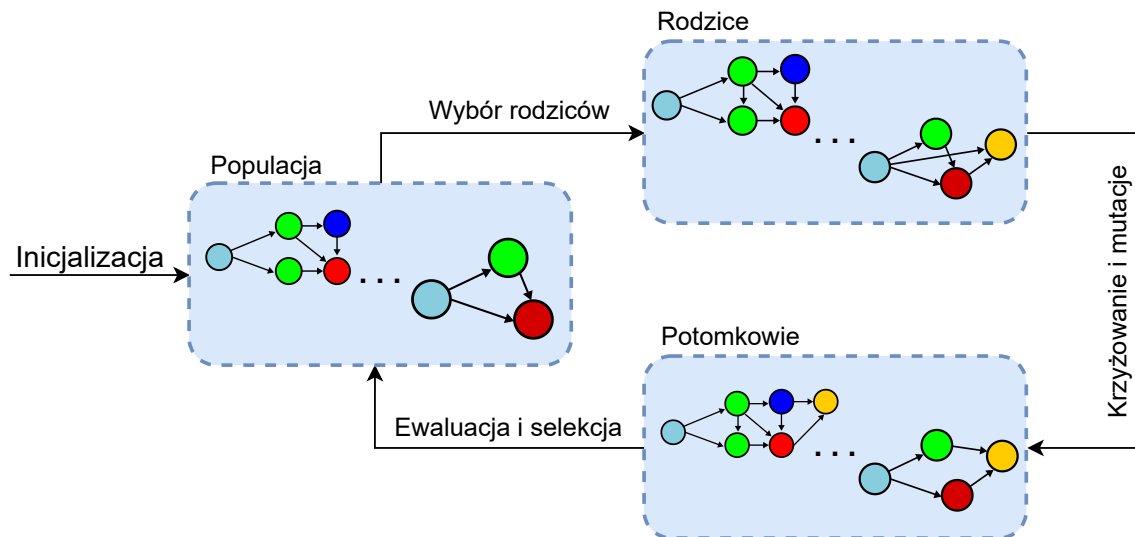 Rodzice
Wybór rodziców
Populacja
Inicjalizacja
. . .
. . .
Krzyżowanie i mutacje
Potomkowie
Ewaluacja i selekcja
. . .